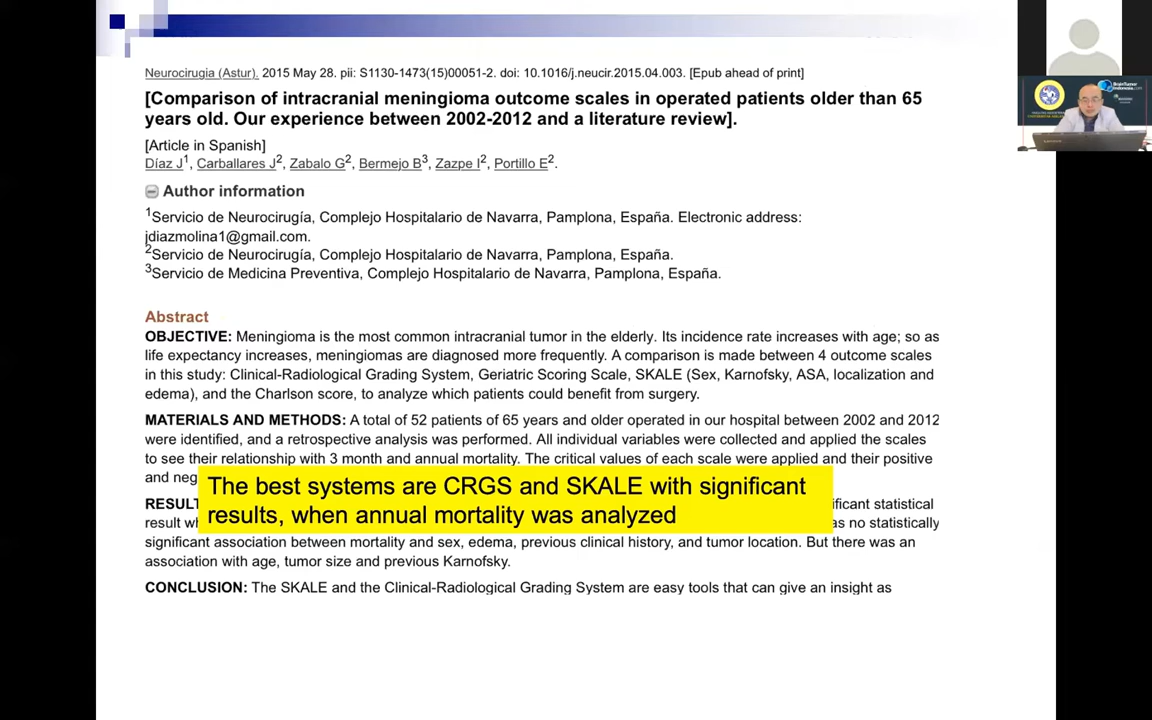 Neurocirugia (Astur). 2015 May 28. pii: S1130-1473(15)00051-2. doi: 10.1016/j.neucir.2015.04.003. [Epub ahead of print]
[Comparison of intracranial meningioma outcome scales in operated patients older than 65
years old. Our experience between 2002-2012 and a literature review].
[Article in Spanish]
Díaz J1, Carballares J2, Zabalo G2, Bermejo B3, Zazpe I2, Portillo E2.
Author information
1Servicio de Neurocirugía, Complejo Hospitalario de Navarra, Pamplona, España. Electronic address:
jdiazmolina1@gmail.com.
2Servicio de Neurocirugía, Complejo Hospitalario de Navarra, Pamplona, España.
3Servicio de Medicina Preventiva, Complejo Hospitalario de Navarra, Pamplona, España.
Abstract
OBJECTIVE: Meningioma is the most common intracranial tumor in the elderly. Its incidence rate increases with age; so as
life expectancy increases, meningiomas are diagnosed more frequently. A comparison is made between 4 outcome scales
in this study: Clinical-Radiological Grading System, Geriatric Scoring Scale, SKALE (Sex, Karnofsky, ASA, localization and
edema), and the Charlson score, to analyze which patients could benefit from surgery.
MATERIALS AND METHODS: A total of 52 patients of 65 years and older operated in our hospital between 2002 and 2012
were identified, and a retrospective analysis was performed. All individual variables were collected and applied the scales
to see their relationship with 3 month and annual mortality. The critical values of each scale were applied and their positive
and neg
The best systems are CRGS and SKALE with significant
results, when annual mortality was analyzed
RESULT ificant statistical
result wh as no statistically
significant association between mortality and sex, edema, previous clinical history, and tumor location. But there was an
association with age, tumor size and previous Karnofsky.
CONCLUSION: The SKALE and the Clinical-Radiological Grading System are easy tools that can give an insight as
BrainTumor
Indonesia.com